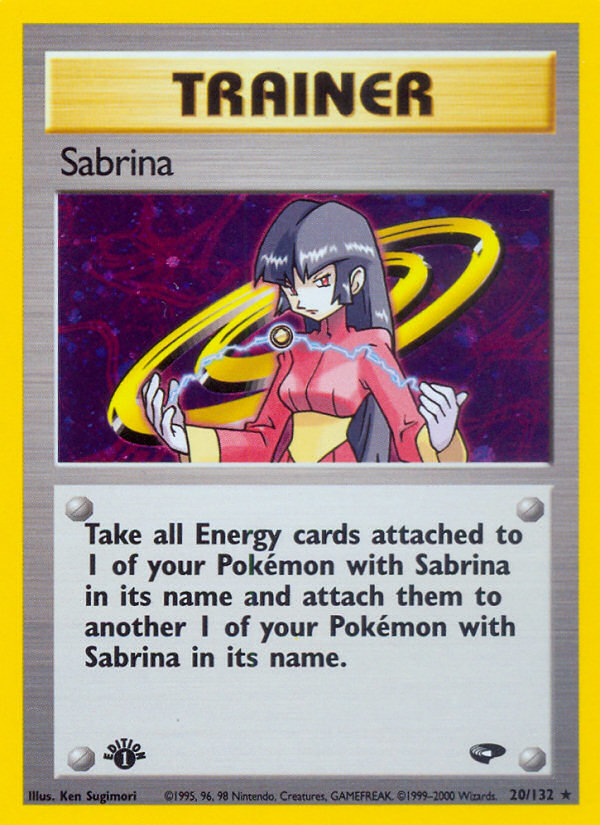 TRAINER
Sabrina
Take all Energy cards attached to
1 of your Pokémon with Sabrina
in its name and attach them to
another 1 of your Pokémon with
Sabrina in its name.
EDITION
1
Illus. Ken Sugimori ©1995, 96, 98 Nintendo, Creatures, GAMEFREAK. ©1999–2000 Wizards. 20/132 ★